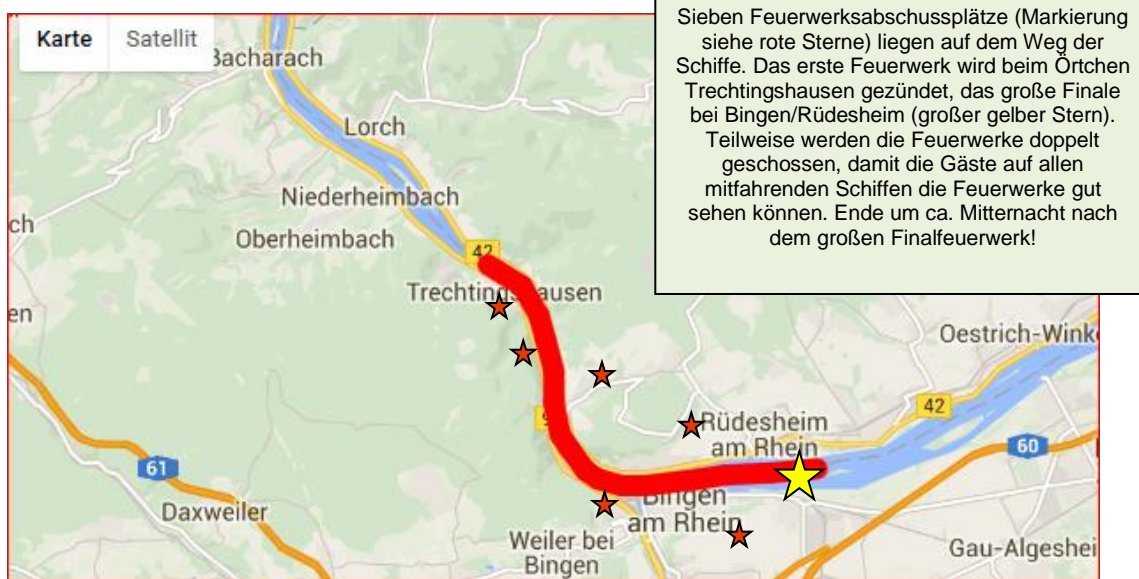 Karte Satellit
Sieben Feuerwerksabschussplätze (Markierung
siehe rote Sterne) liegen auf dem Weg der
Schiffe. Das erste Feuerwerk wird beim Örtchen
Trechtingshausen gezündet, das große Finale
bei Bingen/Rüdesheim (großer gelber Stern).
Teilweise werden die Feuerwerke doppelt
geschossen, damit die Gäste auf allen
mitfahrenden Schiffen die Feuerwerke gut
sehen können. Ende um ca. Mitternacht nach
dem großen Finalfeuerwerk!
Bacharach
Lorch
Niederheimbach
ch
Oberheimbach
42
en
Oestrich-Wink
42
Rüdesheim
am Rhein
60
61
Bingen
am Rhein
Daxweiler
Weiler bei
Bingen
Gau-Algeshei